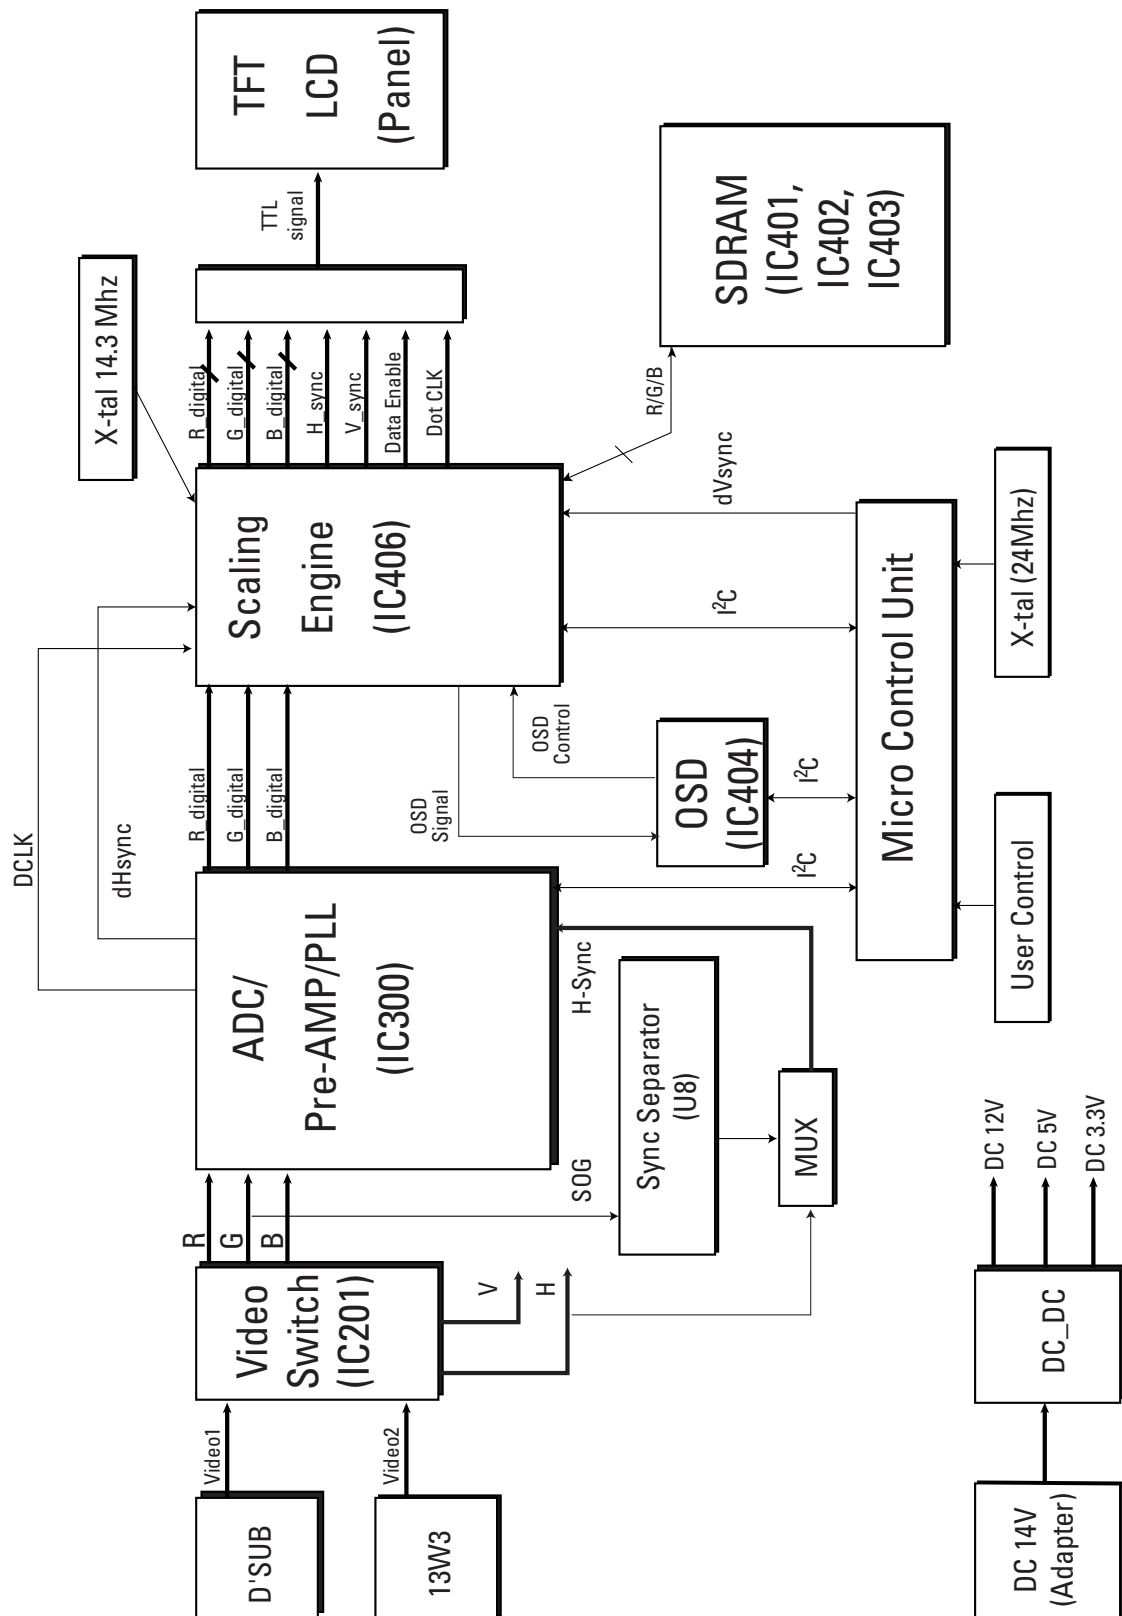 D'SUB
13W3
Video1
Video2
Video
Switch
(IC201)
R
G
B
V
H
SOG
DCLK
dHsync
ADC/
Pre-AMP/PLL
(IC300)
H-Sync
Sync Separator
(U8)
MUX
R_digital
G_digital
B_digital
OSD
Signal
OSD
Control
OSD
(IC404)
I²C
I²C
I²C
Scaling
Engine
(IC406)
X-tal 14.3 Mhz
R_digital
G_digital
B_digital
H_sync
V_sync
Data Enable
Dot CLK
TTL
signal
TFT
LCD
(Panel)
R/G/B
SDRAM
(IC401,
IC402,
IC403)
dVsync
Micro Control Unit
User Control
X-tal (24Mhz)
DC 14V
(Adapter)
DC_DC
DC 12V
DC 5V
DC 3.3V